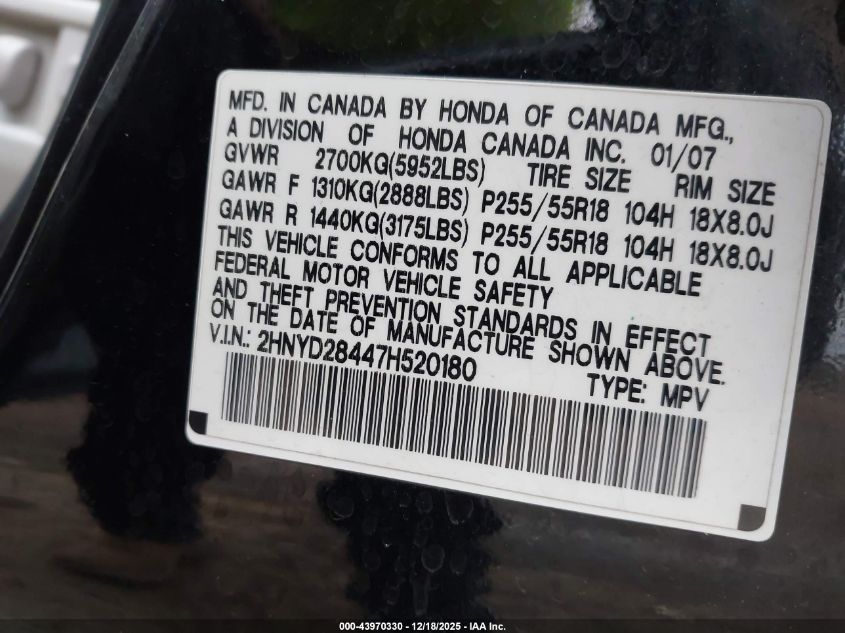 MFD. IN CANADA BY HONDA OF CANADA MFG.,
A DIVISION OF HONDA CANADA INC. 01/07
GVWR 2700KG(5952LBS) TIRE SIZE RIM SIZE
GAWR F 1310KG(2888LBS) P255/55R18 104H 18X8.0J
GAWR R 1440KG(3175LBS) P255/55R18 104H 18X8.0J
THIS VEHICLE CONFORMS TO ALL APPLICABLE
FEDERAL MOTOR VEHICLE SAFETY
AND THEFT PREVENTION STANDARDS IN EFFECT
ON THE DATE OF MANUFACTURE SHOWN ABOVE.
V.I.N.: 2HNYD28447H520180 TYPE: MPV
000-43970330 - 12/18/2025 - IAA Inc.